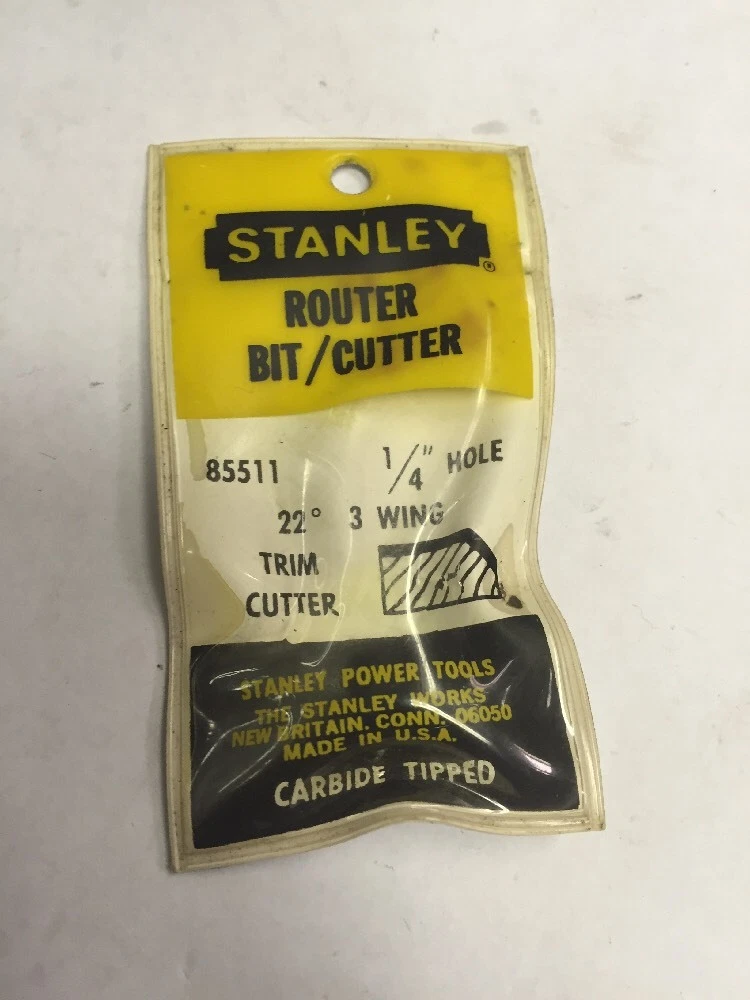 STANLEY®
ROUTER
BIT/CUTTER
85511 1/4" HOLE
22° 3 WING
TRIM
CUTTER
STANLEY POWER TOOLS
THE STANLEY WORKS
NEW BRITAIN, CONN. 06050
MADE IN U.S.A.
CARBIDE TIPPED